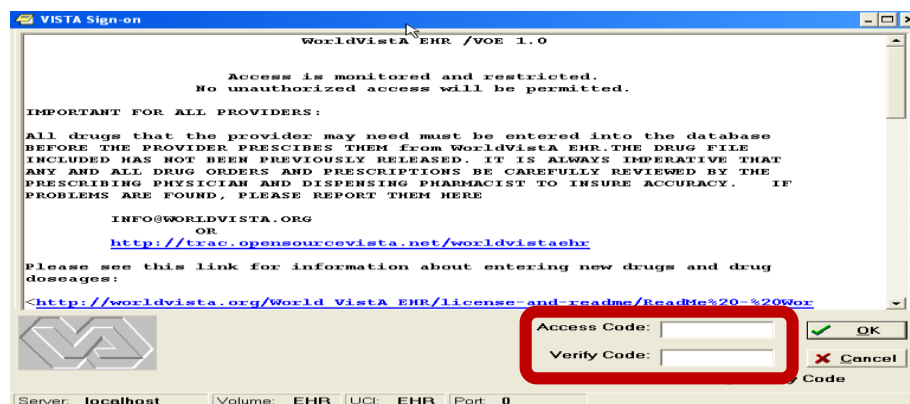 VISTA Sign-on
WorldVistA EHR /VOE 1.0
Access is monitored and restricted.
No unauthorized access will be permitted.
IMPORTANT FOR ALL PROVIDERS:
All drugs that the provider may need must be entered into the database
BEFORE THE PROVIDER PRESCIBES THEM from WorldVistA EHR.THE DRUG FILE
INCLUDED HAS NOT BEEN PREVIOUSLY RELEASED. IT IS ALWAYS IMPERATIVE THAT
ANY AND ALL DRUG ORDERS AND PRESCRIPTIONS BE CAREFULLY REVIEWED BY THE
PRESCRIBING PHYSICIAN AND DISPENSING PHARMACIST TO INSURE ACCURACY. IF
PROBLEMS ARE FOUND, PLEASE REPORT THEM HERE
INFO@WORLDVISTA.ORG
OR
http://trac.opensourcevista.net/worldvistaehr
Please see this link for information about entering new drugs and drug
doseages:
<http://worldvista.org/World VistA EHR/license-and-readme/ReadMe%20-%20Wor
Access Code:
OK
Verify Code:
Cancel
Code
Server: localhost Volume: EHR UCI: EHR Port: 0